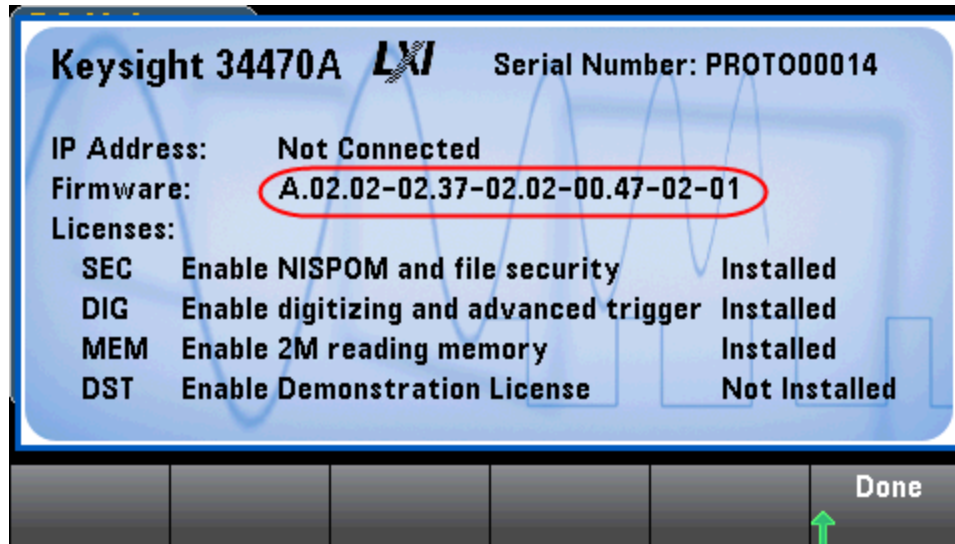 Keysight 34470A LXI Serial Number: PROTO00014
IP Address: Not Connected
Firmware: A.02.02-02.37-02.02-00.47-02-01
Licenses:
SEC Enable NISPOM and file security Installed
DIG Enable digitizing and advanced trigger Installed
MEM Enable 2M reading memory Installed
DST Enable Demonstration License Not Installed
Done